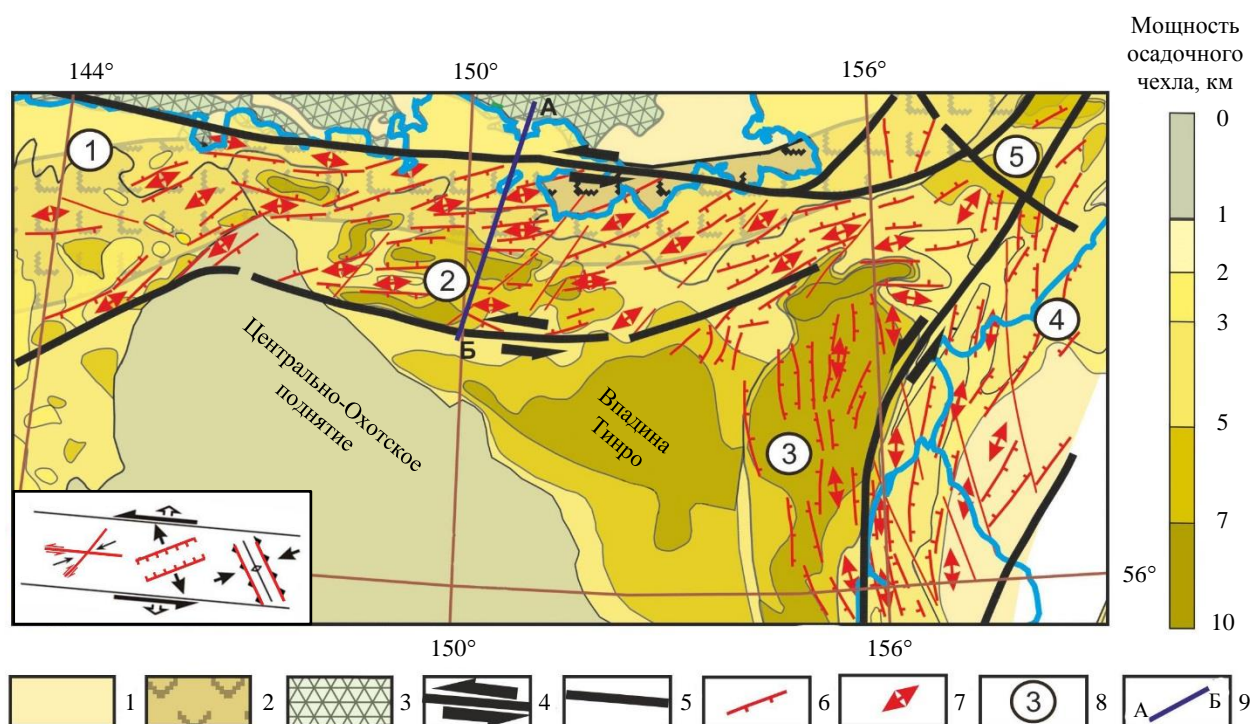 Мощность
осадочного
чехла, км
144°
150°
156°
0
1
2
3
5
7
10
А
1
5
2
4
Б
Центрально-Охотское
поднятие
Впадина
Тинро
3
56°
150°
156°
1
2
3
4
5
6
7
3
8
А
Б
9